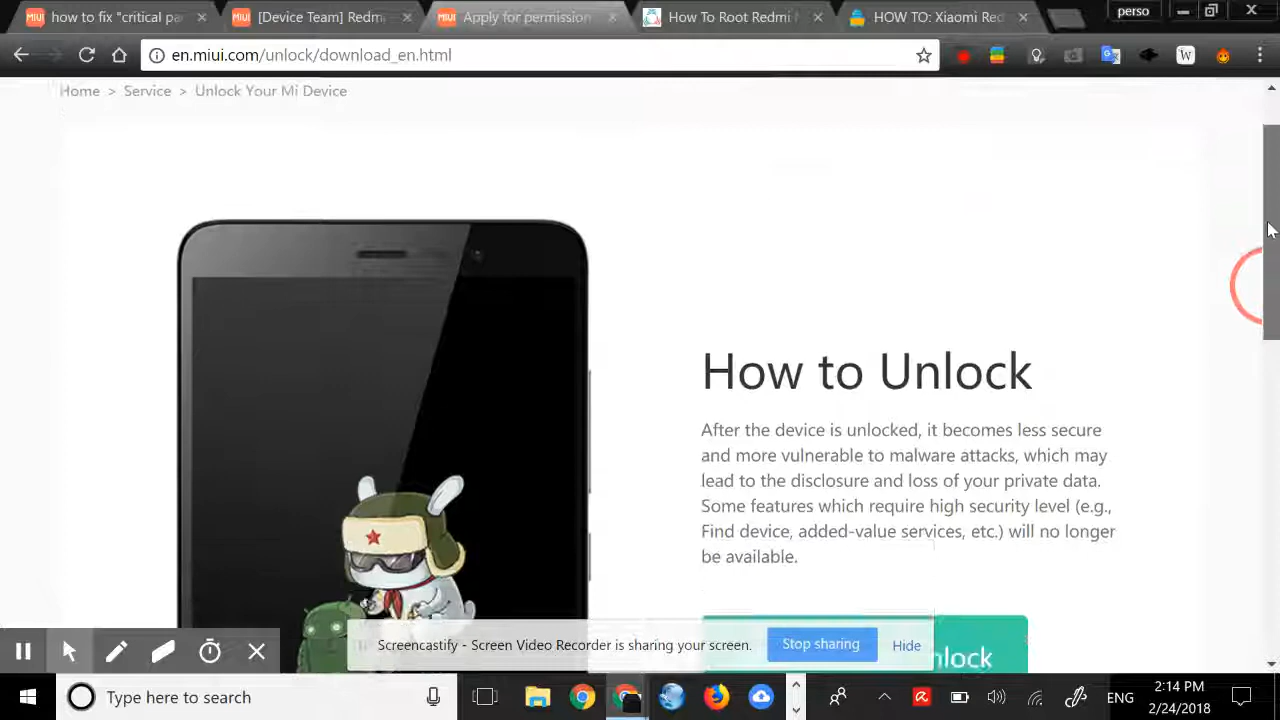 how to fix "critical pa
[Device Team] Redm
Apply for permission
How To Root Redmi
HOW TO: Xiaomi Red
perso
en.miui.com/unlock/download_en.html
Home > Service > Unlock Your Mi Device
How to Unlock
After the device is unlocked, it becomes less secure
and more vulnerable to malware attacks, which may
lead to the disclosure and loss of your private data.
Some features which require high security level (e.g.,
Find device, added-value services, etc.) will no longer
be available.
nlock
Screencastify - Screen Video Recorder is sharing your screen.
Stop sharing
Hide
Type here to search
ENG
2:14 PM
2/24/2018